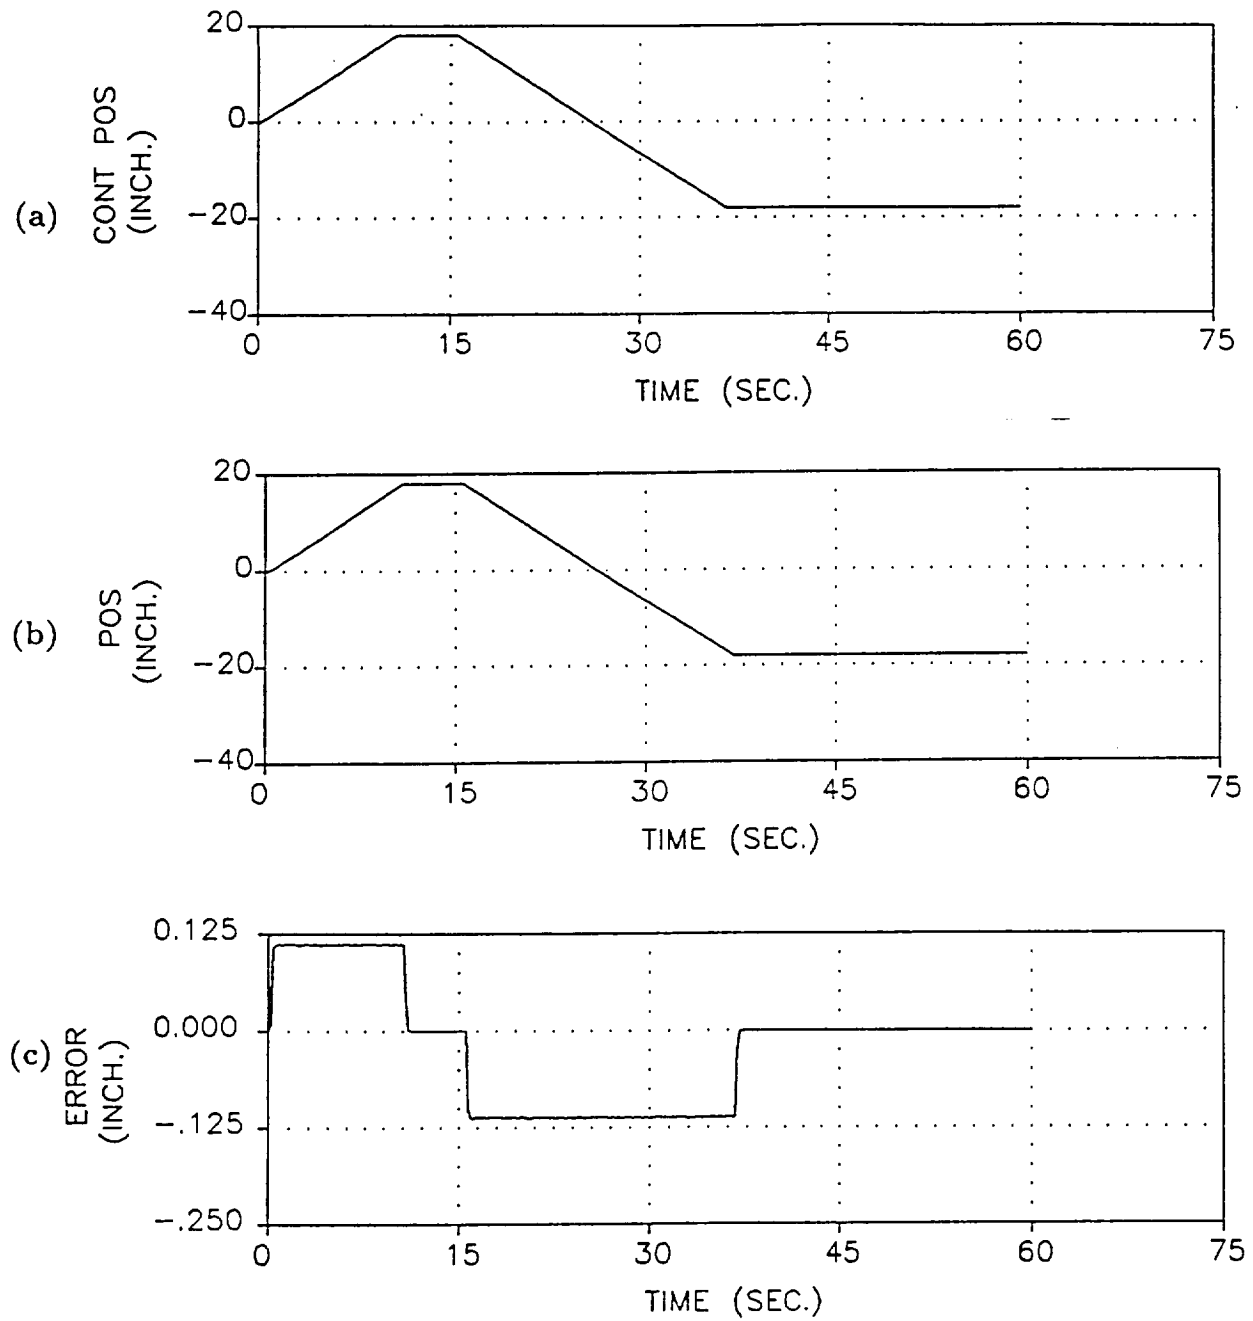 (a)
CONT POS
(INCH.)
20
0
−20
−40
0 15 30 45 60 75
TIME (SEC.)
(b)
POS
(INCH.)
20
0
−20
−40
0 15 30 45 60 75
TIME (SEC.)
(c)
ERROR
(INCH.)
0.125
0.000
−.125
−.250
0 15 30 45 60 75
TIME (SEC.)